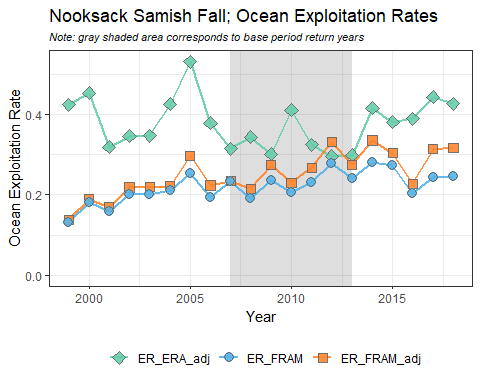 Nooksack Samish Fall; Ocean Exploitation Rates
Note: gray shaded area corresponds to base period return years
Ocean Exploitation Rate
0.4
0.2
0.0
2000 2005 2010 2015
Year
ER_ERA_adj ER_FRAM ER_FRAM_adj